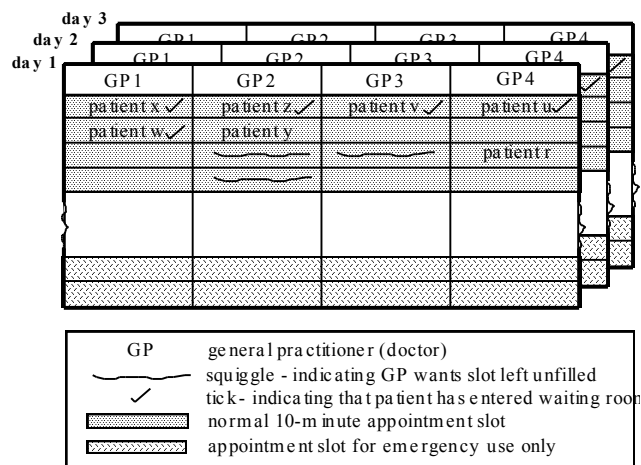 day 3
GP1 GP2 GP3 GP4
day 2
GP1 GP2 GP3 GP4
day 1
GP1 GP2 GP3 GP4
patient x patient z patient v patient u
patient w patient y
patient r
GP general practitioner (doctor)
squiggle - indicating GP wants slot left unfilled
tick- indicating that patient has entered waiting room
normal 10-minute appointment slot
appointment slot for emergency use only